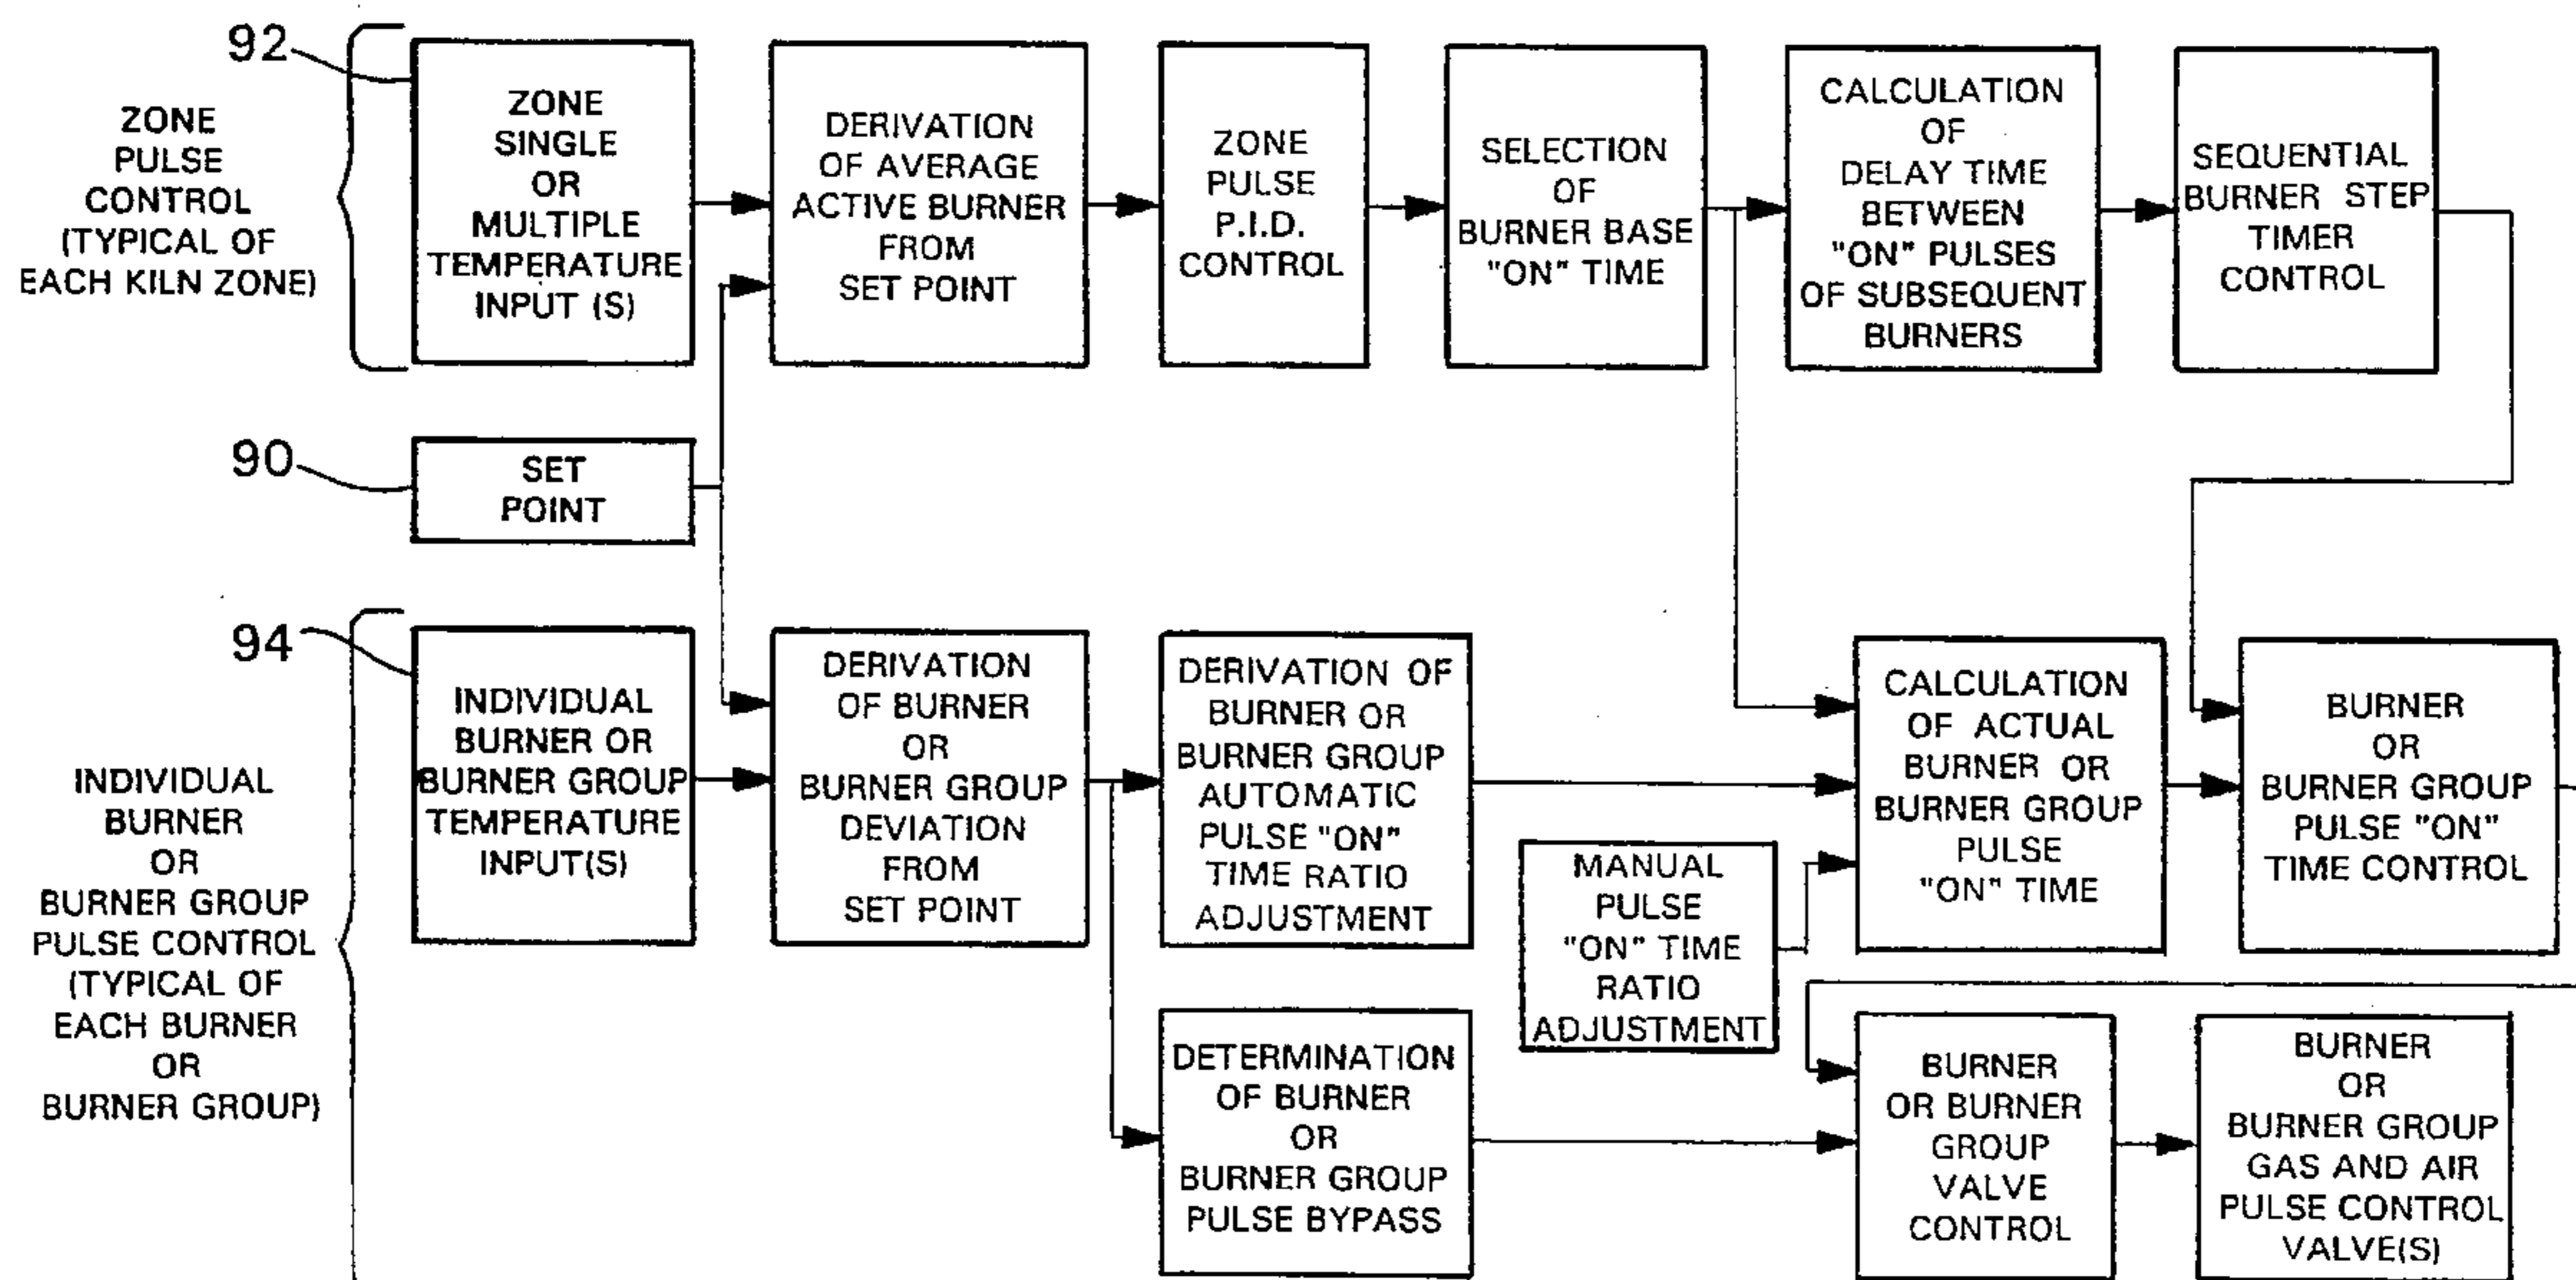 92
ZONE
PULSE
CONTROL
(TYPICAL OF
EACH KILN ZONE)
ZONE
SINGLE
OR
MULTIPLE
TEMPERATURE
INPUT (S)
DERIVATION
OF AVERAGE
ACTIVE BURNER
FROM
SET POINT
ZONE
PULSE
P.I.D.
CONTROL
SELECTION
OF
BURNER BASE
"ON" TIME
CALCULATION
OF
DELAY TIME
BETWEEN
"ON" PULSES
OF SUBSEQUENT
BURNERS
SEQUENTIAL
BURNER STEP
TIMER
CONTROL
90
SET
POINT
94
INDIVIDUAL
BURNER
OR
BURNER GROUP
PULSE CONTROL
(TYPICAL OF
EACH BURNER
OR
BURNER GROUP)
INDIVIDUAL
BURNER OR
BURNER GROUP
TEMPERATURE
INPUT(S)
DERIVATION
OF BURNER
OR
BURNER GROUP
DEVIATION
FROM
SET POINT
DERIVATION OF
BURNER OR
BURNER GROUP
AUTOMATIC
PULSE "ON"
TIME RATIO
ADJUSTMENT
MANUAL
PULSE
"ON" TIME
RATIO
ADJUSTMENT
CALCULATION
OF ACTUAL
BURNER OR
BURNER GROUP
PULSE
"ON" TIME
BURNER
OR
BURNER GROUP
PULSE "ON"
TIME CONTROL
DETERMINATION
OF BURNER
OR
BURNER GROUP
PULSE BYPASS
BURNER
OR BURNER
GROUP
VALVE
CONTROL
BURNER
OR
BURNER GROUP
GAS AND AIR
PULSE CONTROL
VALVE(S)